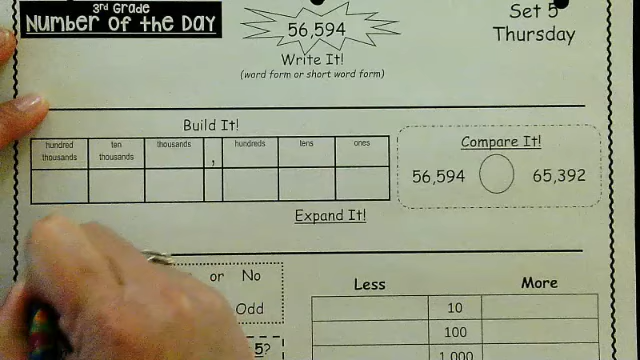 3rd Grade
Number of the Day
56,594
Set 5
Thursday
Write It!
(word form or short word form)
Build It!
hundred thousands
ten thousands
thousands
,
hundreds
tens
ones
Compare It!
56,594
65,392
Expand It!
or No
Odd
5?
Less
More
10
100
1,000